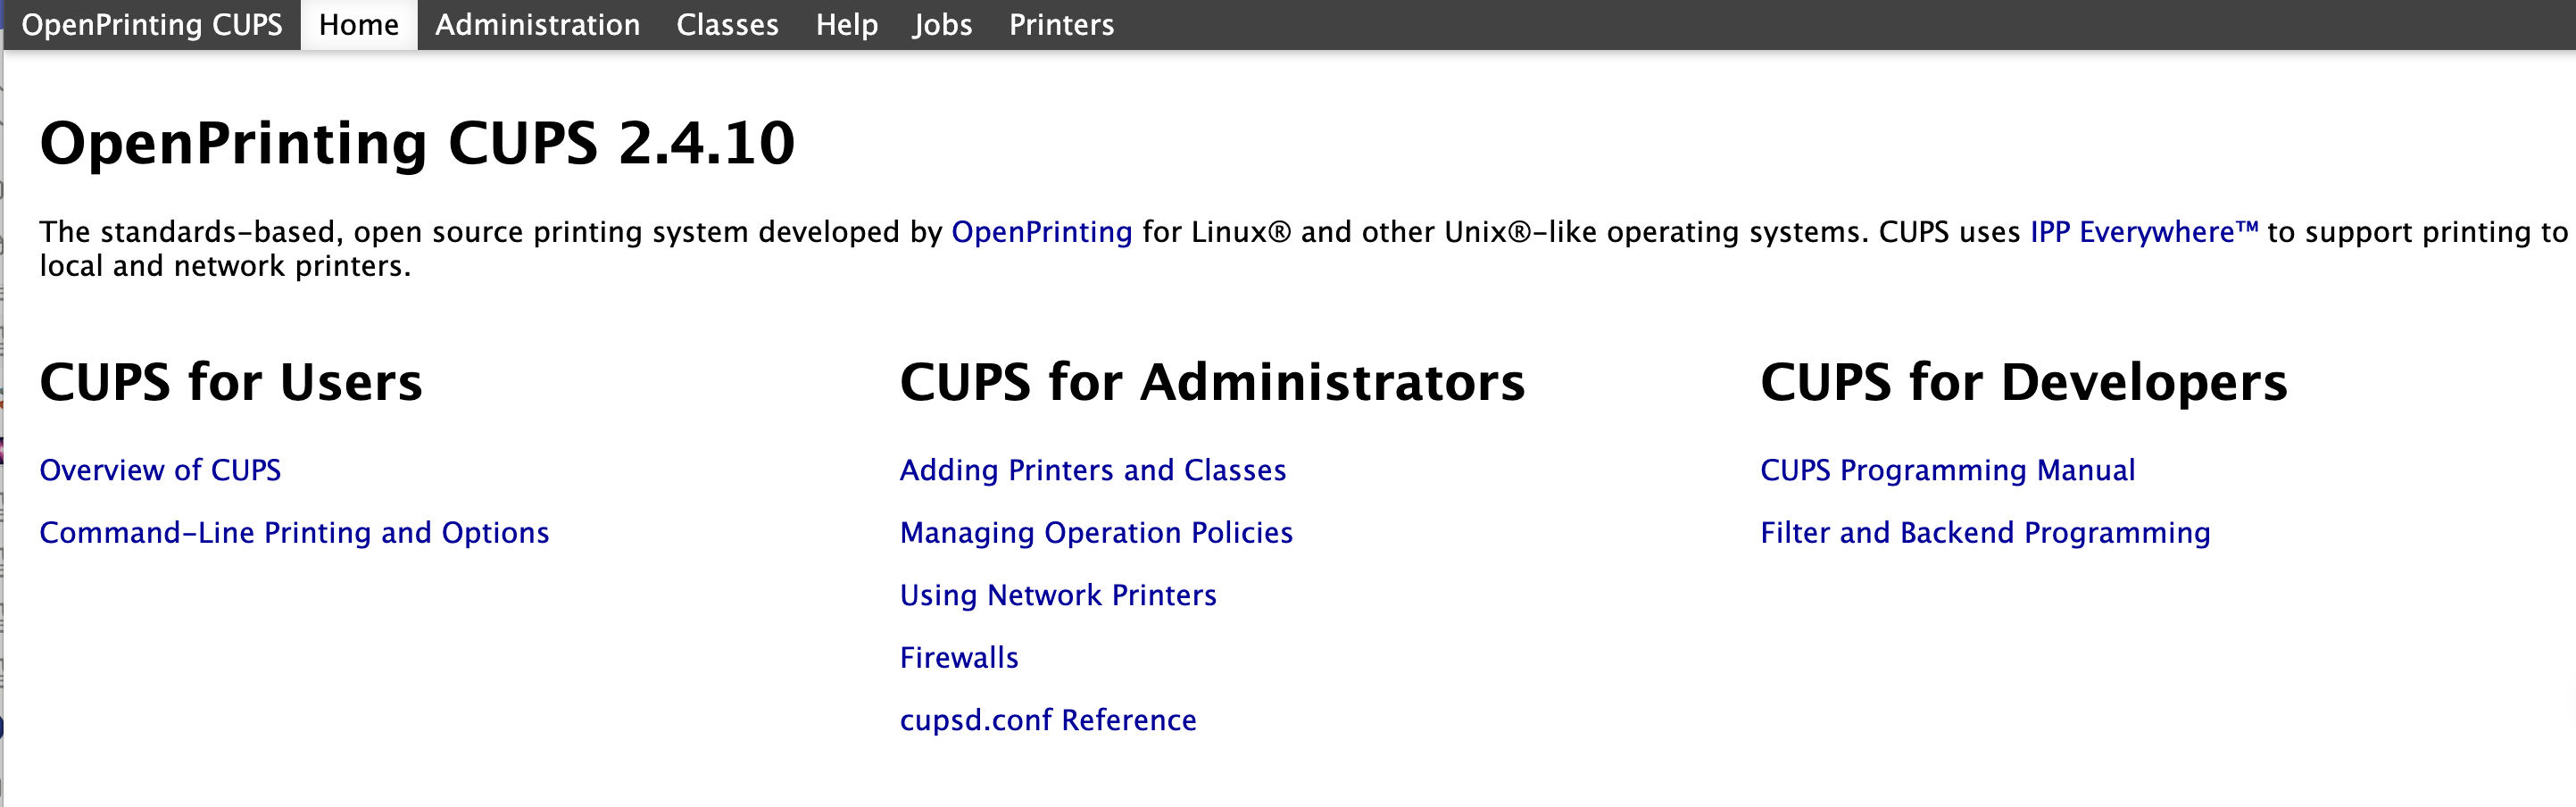 OpenPrinting CUPS Home Administration Classes Help Jobs Printers
OpenPrinting CUPS 2.4.10
The standards-based, open source printing system developed by OpenPrinting for Linux® and other Unix®-like operating systems. CUPS uses IPP Everywhere™ to support printing to
local and network printers.
CUPS for Users
Overview of CUPS
Command-Line Printing and Options
CUPS for Administrators
Adding Printers and Classes
Managing Operation Policies
Using Network Printers
Firewalls
cupsd.conf Reference
CUPS for Developers
CUPS Programming Manual
Filter and Backend Programming